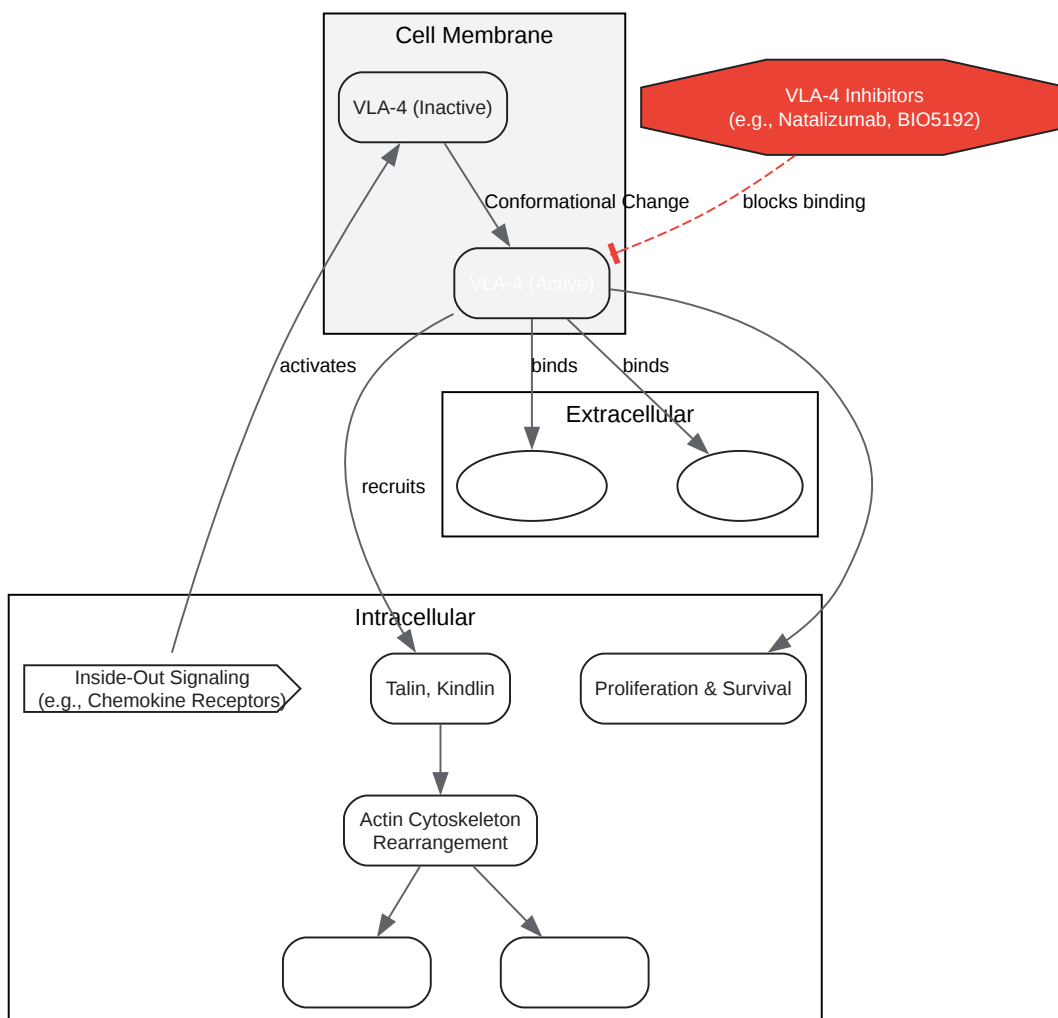 Cell Membrane
VLA-4 (Inactive)
VLA-4 Inhibitors
(e.g., Natalizumab, BIO5192)
Conformational Change
blocks binding
VLA-4 (Active)
activates
binds
binds
Extracellular
recruits
Intracellular
Inside-Out Signaling
(e.g., Chemokine Receptors)
Talin, Kindlin
Proliferation & Survival
Actin Cytoskeleton
Rearrangement